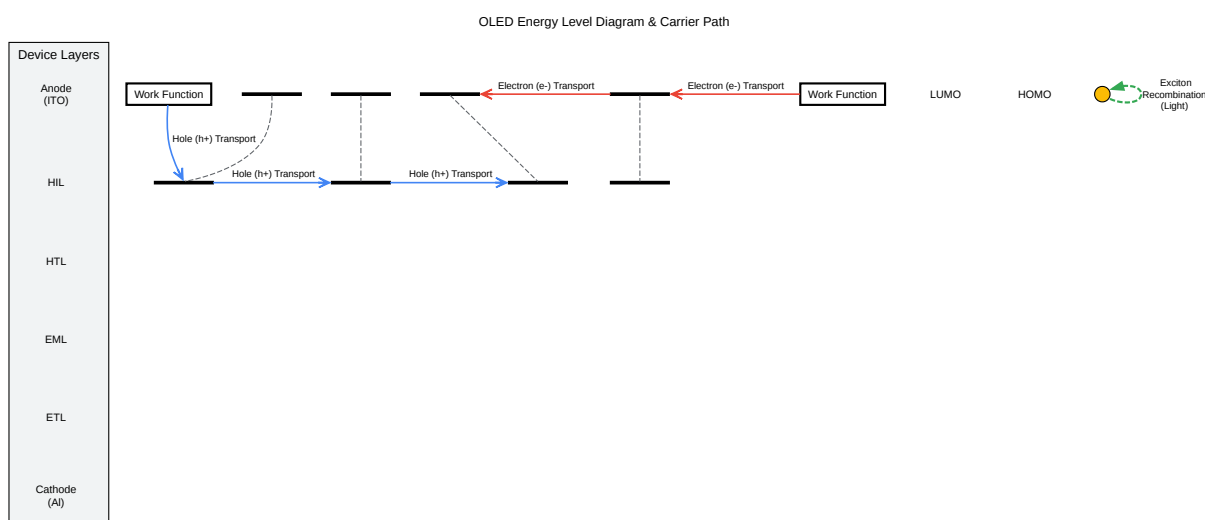 OLED Energy Level Diagram & Carrier Path
Device Layers
Anode
(ITO)
HIL
HTL
EML
ETL
Cathode
(Al)
Work Function
Electron (e-) Transport
Electron (e-) Transport
Work Function
LUMO
HOMO
Exciton
Recombination
(Light)
Hole (h+) Transport
Hole (h+) Transport
Hole (h+) Transport